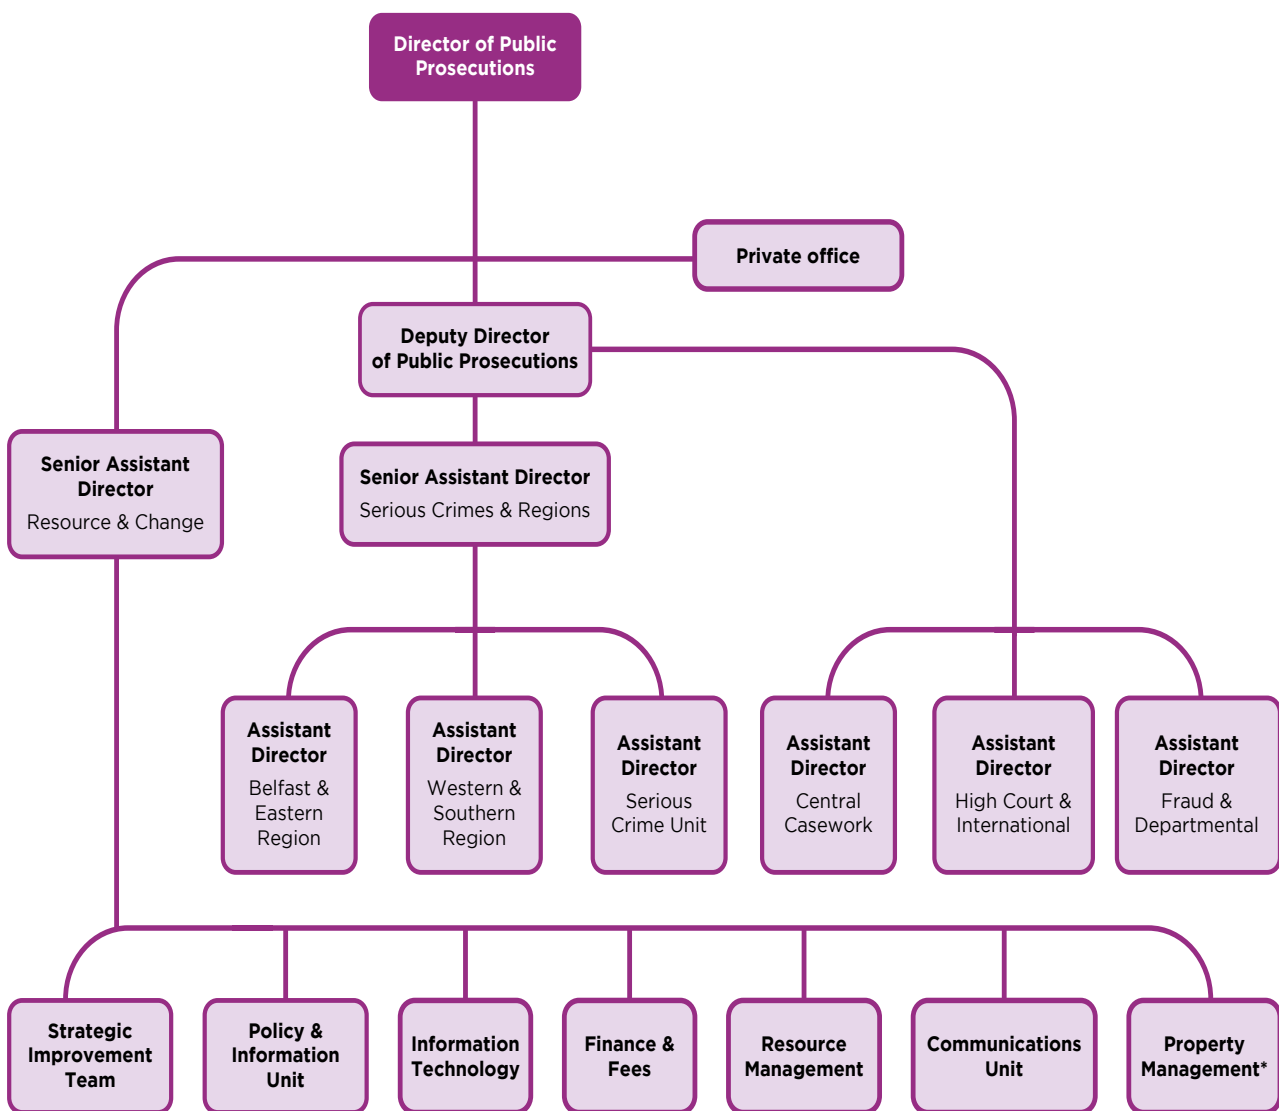 Director of Public
Prosecutions
Private office
Deputy Director
of Public Prosecutions
Senior Assistant
Director
Resource & Change
Senior Assistant Director
Serious Crimes & Regions
Assistant
Director
Belfast &
Eastern
Region
Assistant
Director
Western &
Southern
Region
Assistant
Director
Serious
Crime Unit
Assistant
Director
Central
Casework
Assistant
Director
High Court &
International
Assistant
Director
Fraud &
Departmental
Strategic
Improvement
Team
Policy &
Information
Unit
Information
Technology
Finance &
Fees
Resource
Management
Communications
Unit
Property
Management*